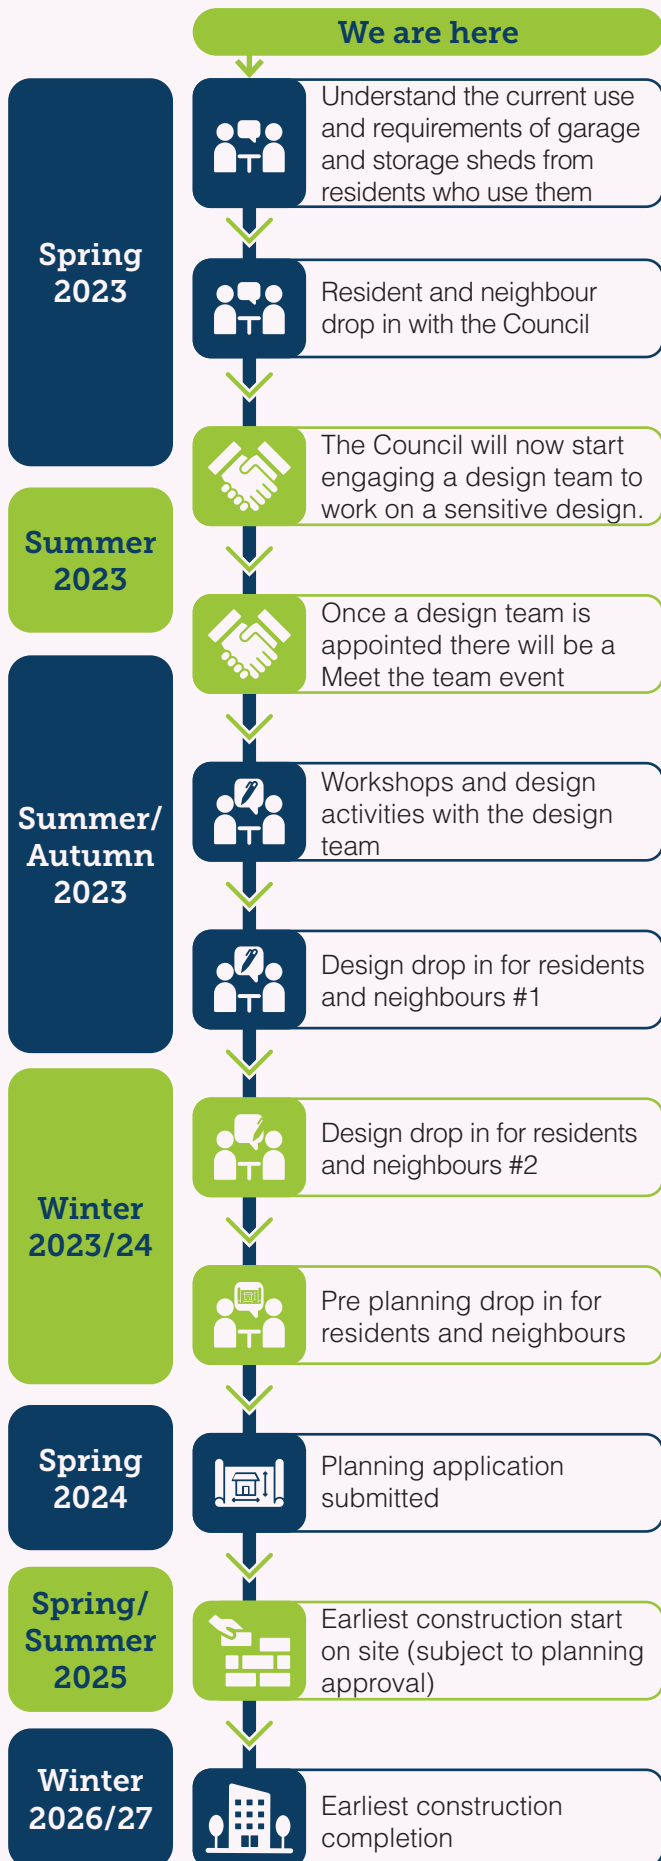 We are here
Spring
2023
Understand the current use
and requirements of garage
and storage sheds from
residents who use them
Resident and neighbour
drop in with the Council
The Council will now start
engaging a design team to
work on a sensitive design.
Summer
2023
Once a design team is
appointed there will be a
Meet the team event
Summer/
Autumn
2023
Workshops and design
activities with the design
team
Design drop in for residents
and neighbours #1
Winter
2023/24
Design drop in for residents
and neighbours #2
Pre planning drop in for
residents and neighbours
Spring
2024
Planning application
submitted
Spring/
Summer
2025
Earliest construction start
on site (subject to planning
approval)
Winter
2026/27
Earliest construction
completion